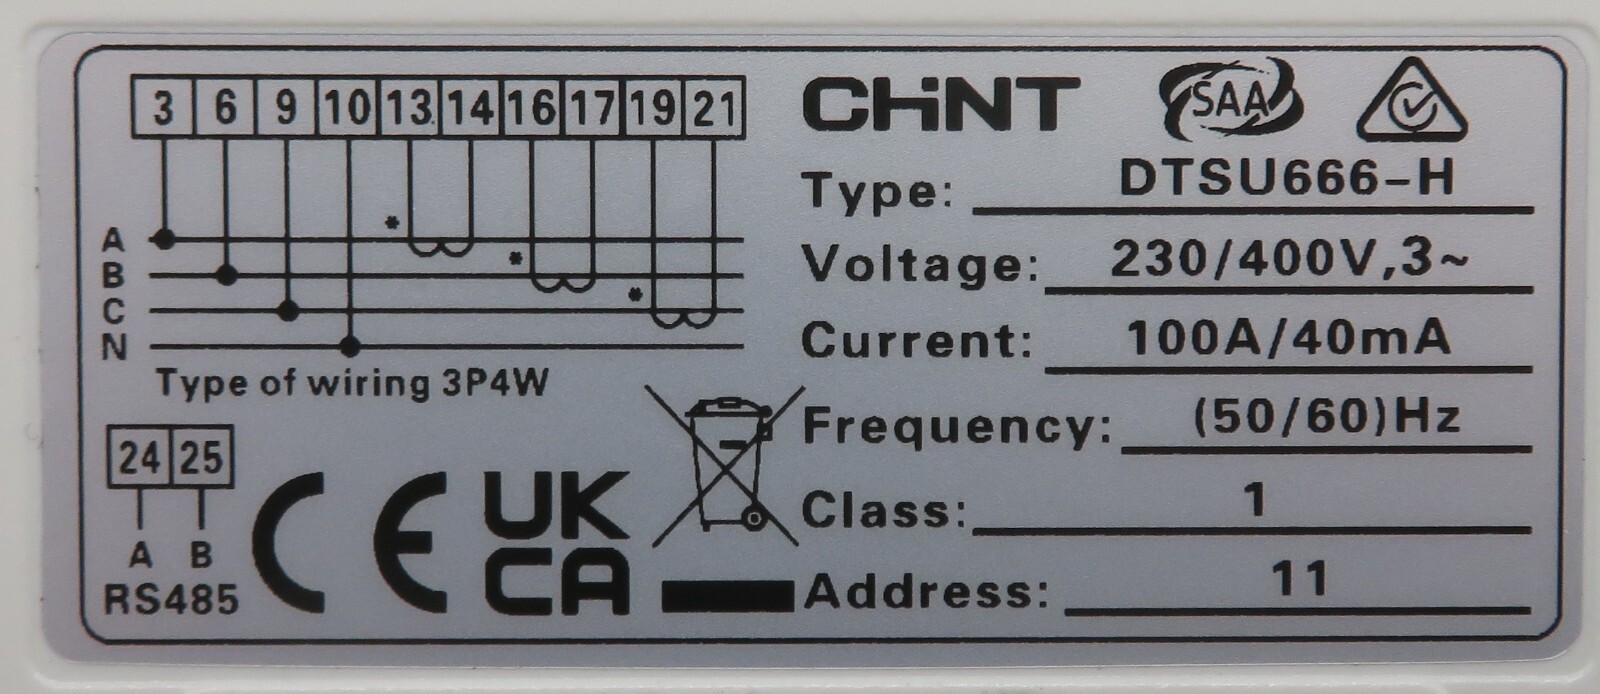 3 6 9 10 13 14 16 17 19 21
A
B
C
N
* * *
Type of wiring 3P4W
24 25
A B
RS485
CE
UK
CA
CHiNT
SAA
Type: DTSU666-H
Voltage: 230/400V,3~
Current: 100A/40mA
Frequency: (50/60)Hz
Class: 1
Address: 11